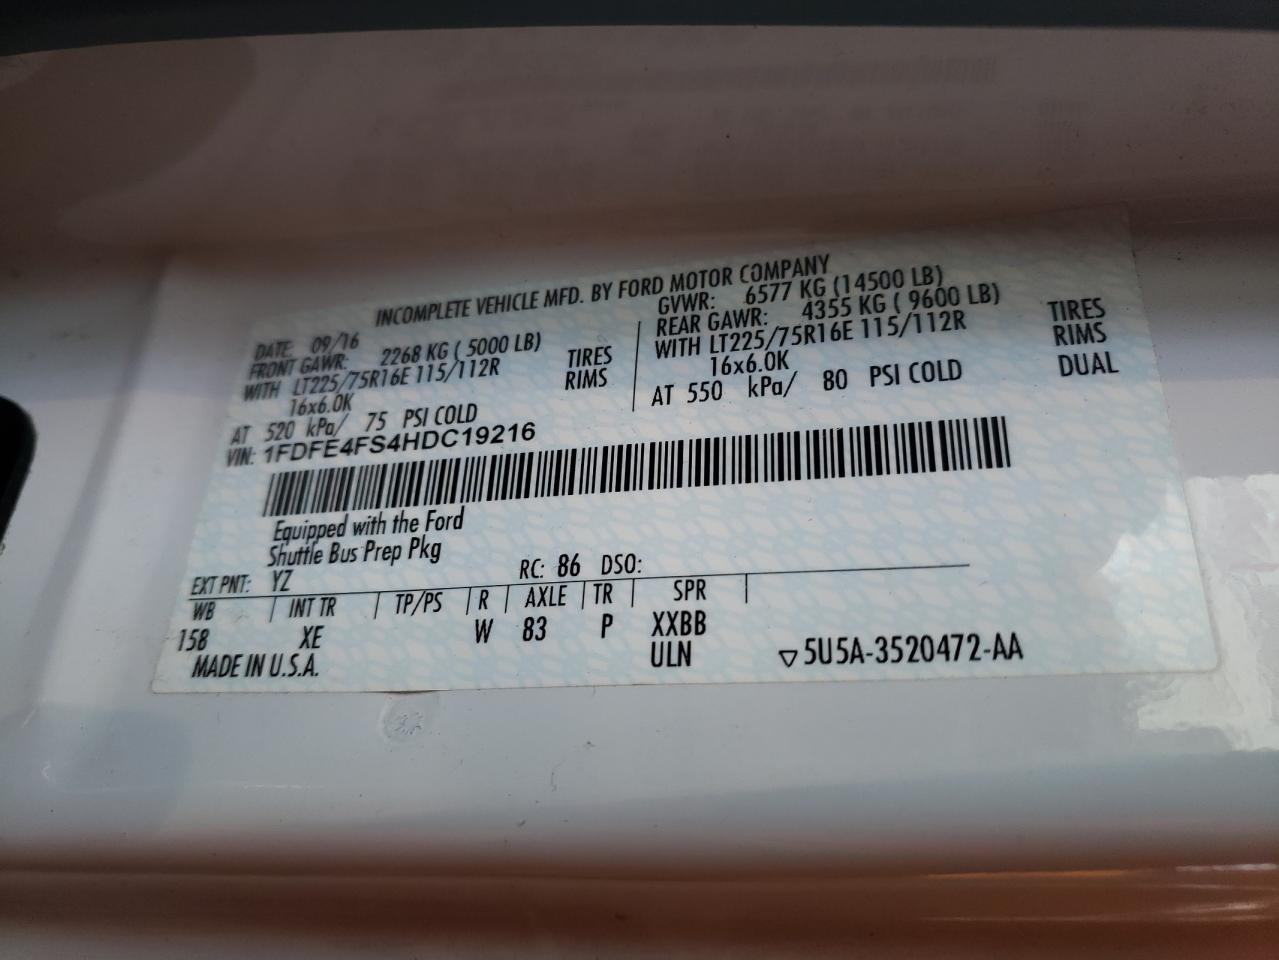 INCOMPLETE VEHICLE MFD. BY FORD MOTOR COMPANY
DATE: 09/16 GVWR: 6577 KG (14500 LB)
FRONT GAWR: 2268 KG ( 5000 LB) REAR GAWR: 4355 KG ( 9600 LB)
WITH LT225/75R16E 115/112R TIRES WITH LT225/75R16E 115/112R TIRES
16x6.0K RIMS 16x6.0K RIMS
AT 520 kPa/ 75 PSI COLD AT 550 kPa/ 80 PSI COLD DUAL
VIN: 1FDFE4FS4HDC19216
Equipped with the Ford
Shuttle Bus Prep Pkg
EXT PNT: YZ RC: 86 DSO:
WB INT TR TP/PS R AXLE TR SPR
158 XE W 83 P XXBB
ULN ▽5U5A-3520472-AA
MADE IN U.S.A.